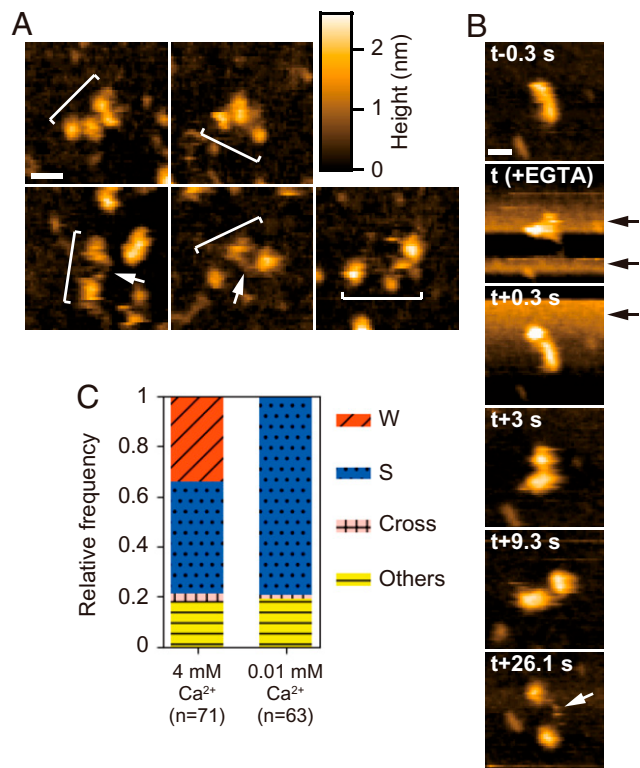 A
2
1
0
Height (nm)
B
t-0.3 s
t (+EGTA)
t+0.3 s
t+3 s
t+9.3 s
t+26.1 s
C
Relative frequency
1
0.8
0.6
0.4
0.2
0
W
S
Cross
Others
4 mM
Ca²⁺
(n=71)
0.01 mM
Ca²⁺
(n=63)